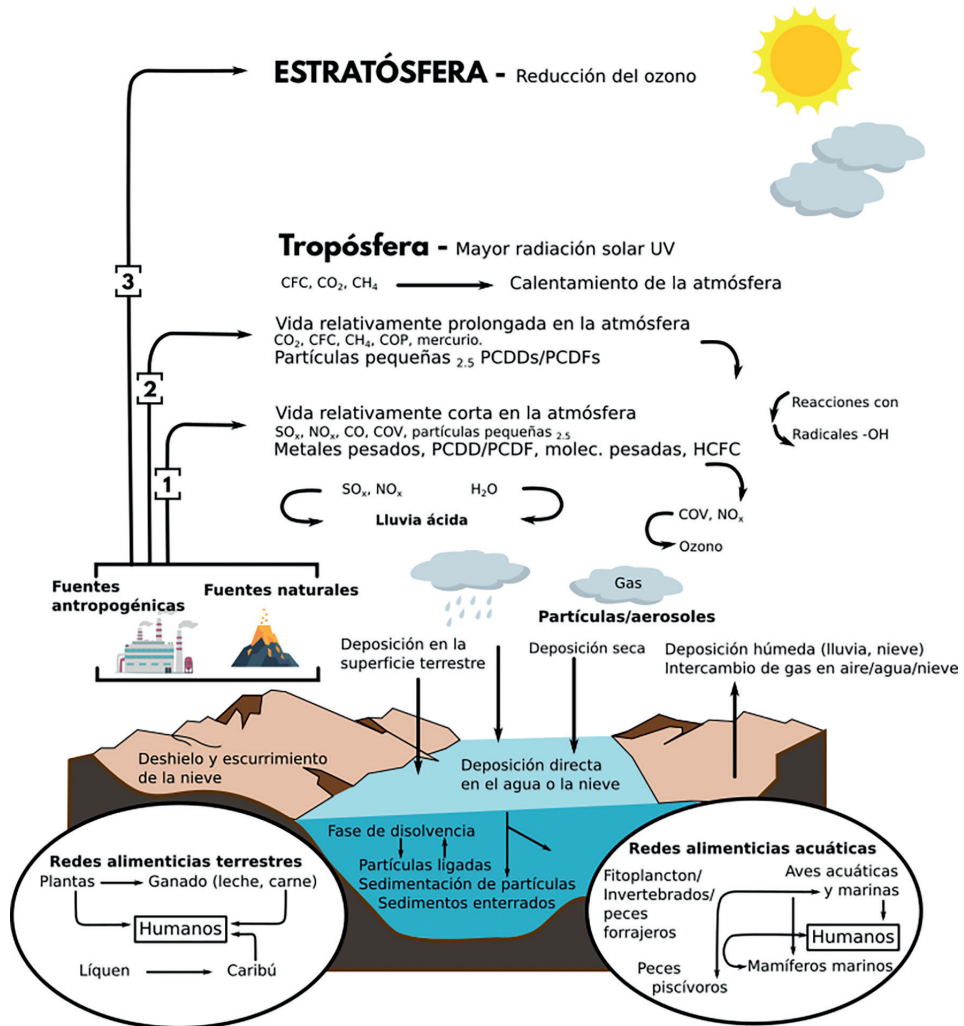 ESTRATÓSFERA - Reducción del ozono
Tropósfera - Mayor radiación solar UV
CFC, CO₂, CH₄
Calentamiento de la atmósfera
3
Vida relativamente prolongada en la atmósfera
CO₂, CFC, CH₄, COP, mercurio.
Partículas pequeñas ₂.₅ PCDDs/PCDFs
2
Vida relativamente corta en la atmósfera
SOₓ, NOₓ, CO, COV, partículas pequeñas ₂.₅
Metales pesados, PCDD/PCDF, molec. pesadas, HCFC
1
Reacciones con
Radicales -OH
SOₓ, NOₓ
H₂O
Lluvia ácida
COV, NOₓ
Ozono
Fuentes
antropogénicas
Fuentes naturales
Gas
Partículas/aerosoles
Deposición en la
superficie terrestre
Deposición seca
Deposición húmeda (lluvia, nieve)
Intercambio de gas en aire/agua/nieve
Deshielo y escurrimiento
de la nieve
Deposición directa
en el agua o la nieve
Fase de disolvencia
Partículas ligadas
Sedimentación de partículas
Sedimentos enterrados
Redes alimenticias terrestres
Plantas
Ganado (leche, carne)
Humanos
Líquen
Caribú
Redes alimenticias acuáticas
Fitoplancton/
Invertebrados/
peces
forrajeros
Aves acuáticas
y marinas
Humanos
Peces
piscívoros
Mamíferos marinos